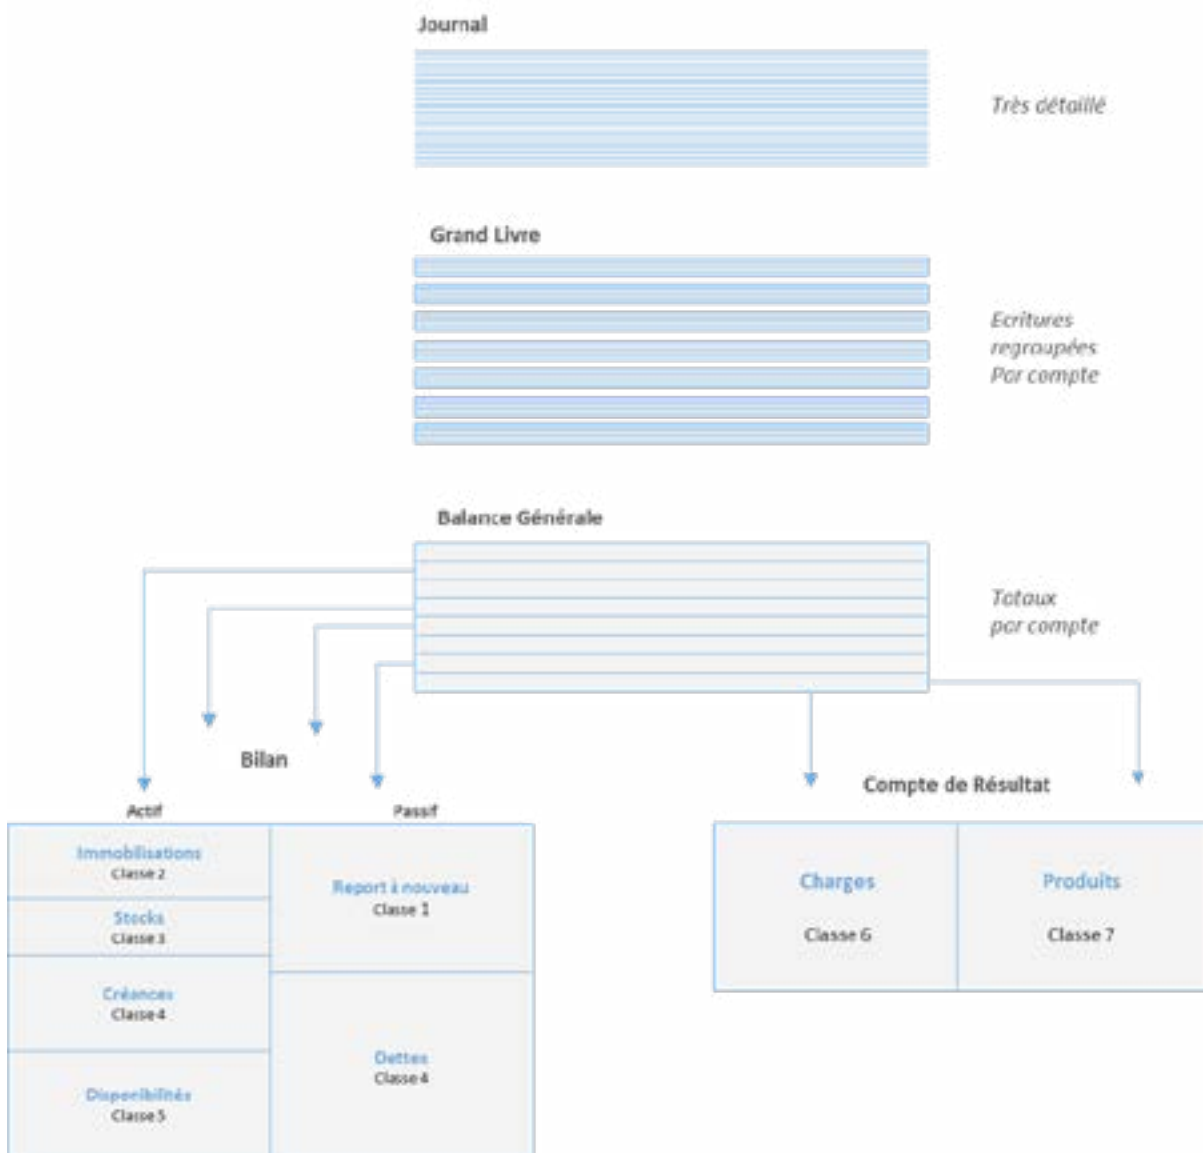 Journal
Très détaillé
Grand Livre
Ecritures
regroupées
Par compte
Balance Générale
Totaux
par compte
Bilan
Compte de Résultat
Actif
Passif
Immobilisations
Classe 2
Stocks
Classe 3
Créances
Classe 4
Disponibilités
Classe 5
Report à nouveau
Classe 1
Dettes
Classe 4
Charges
Classe 6
Produits
Classe 7